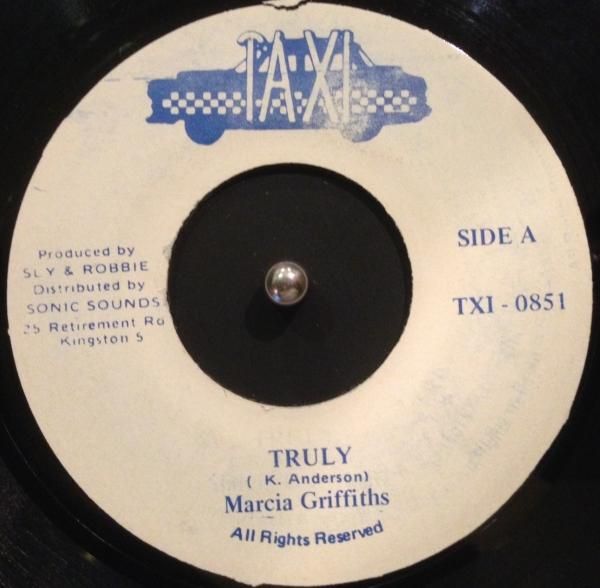 TAXI
Produced by
SLY & ROBBIE
Distributed by
SONIC SOUNDS
25 Retirement Ro
Kingston 5
SIDE A
TXI - 0851
TRULY
( K. Anderson)
Marcia Griffiths
All Rights Reserved